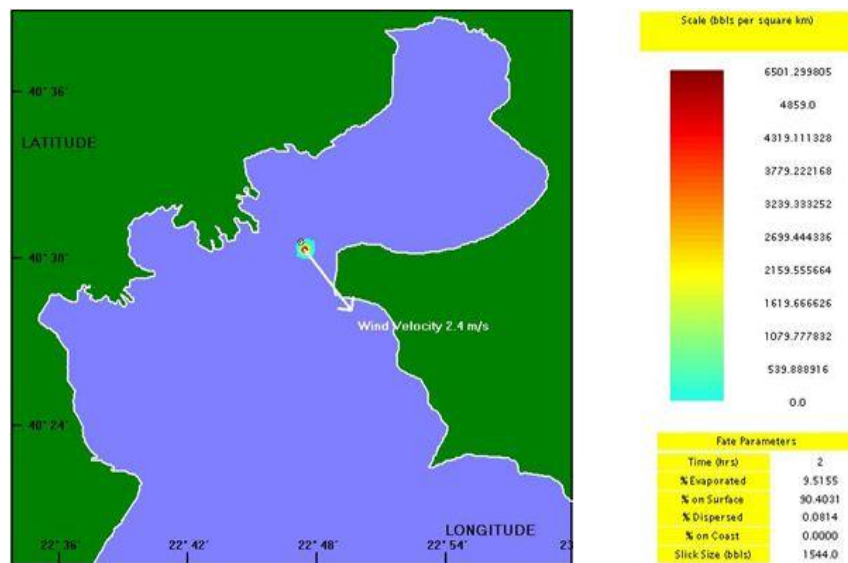 Scale (bbls per square km)
6501.299805
4859.0
4319.111328
3779.222168
3239.333252
2699.444336
2159.555664
1619.666626
1079.777832
539.888916
0.0
40° 36'
LATITUDE
40° 38'
Wind Velocity 2.4 m/s
40° 24'
LONGITUDE
22° 36' 22° 42' 22° 48' 22° 54' 23
Fate Parameters
Time (hrs) 2
% Evaporated 9.5155
% on Surface 90.4031
% Dispersed 0.0814
% on Coast 0.0000
Slick Size (bbls) 1544.0